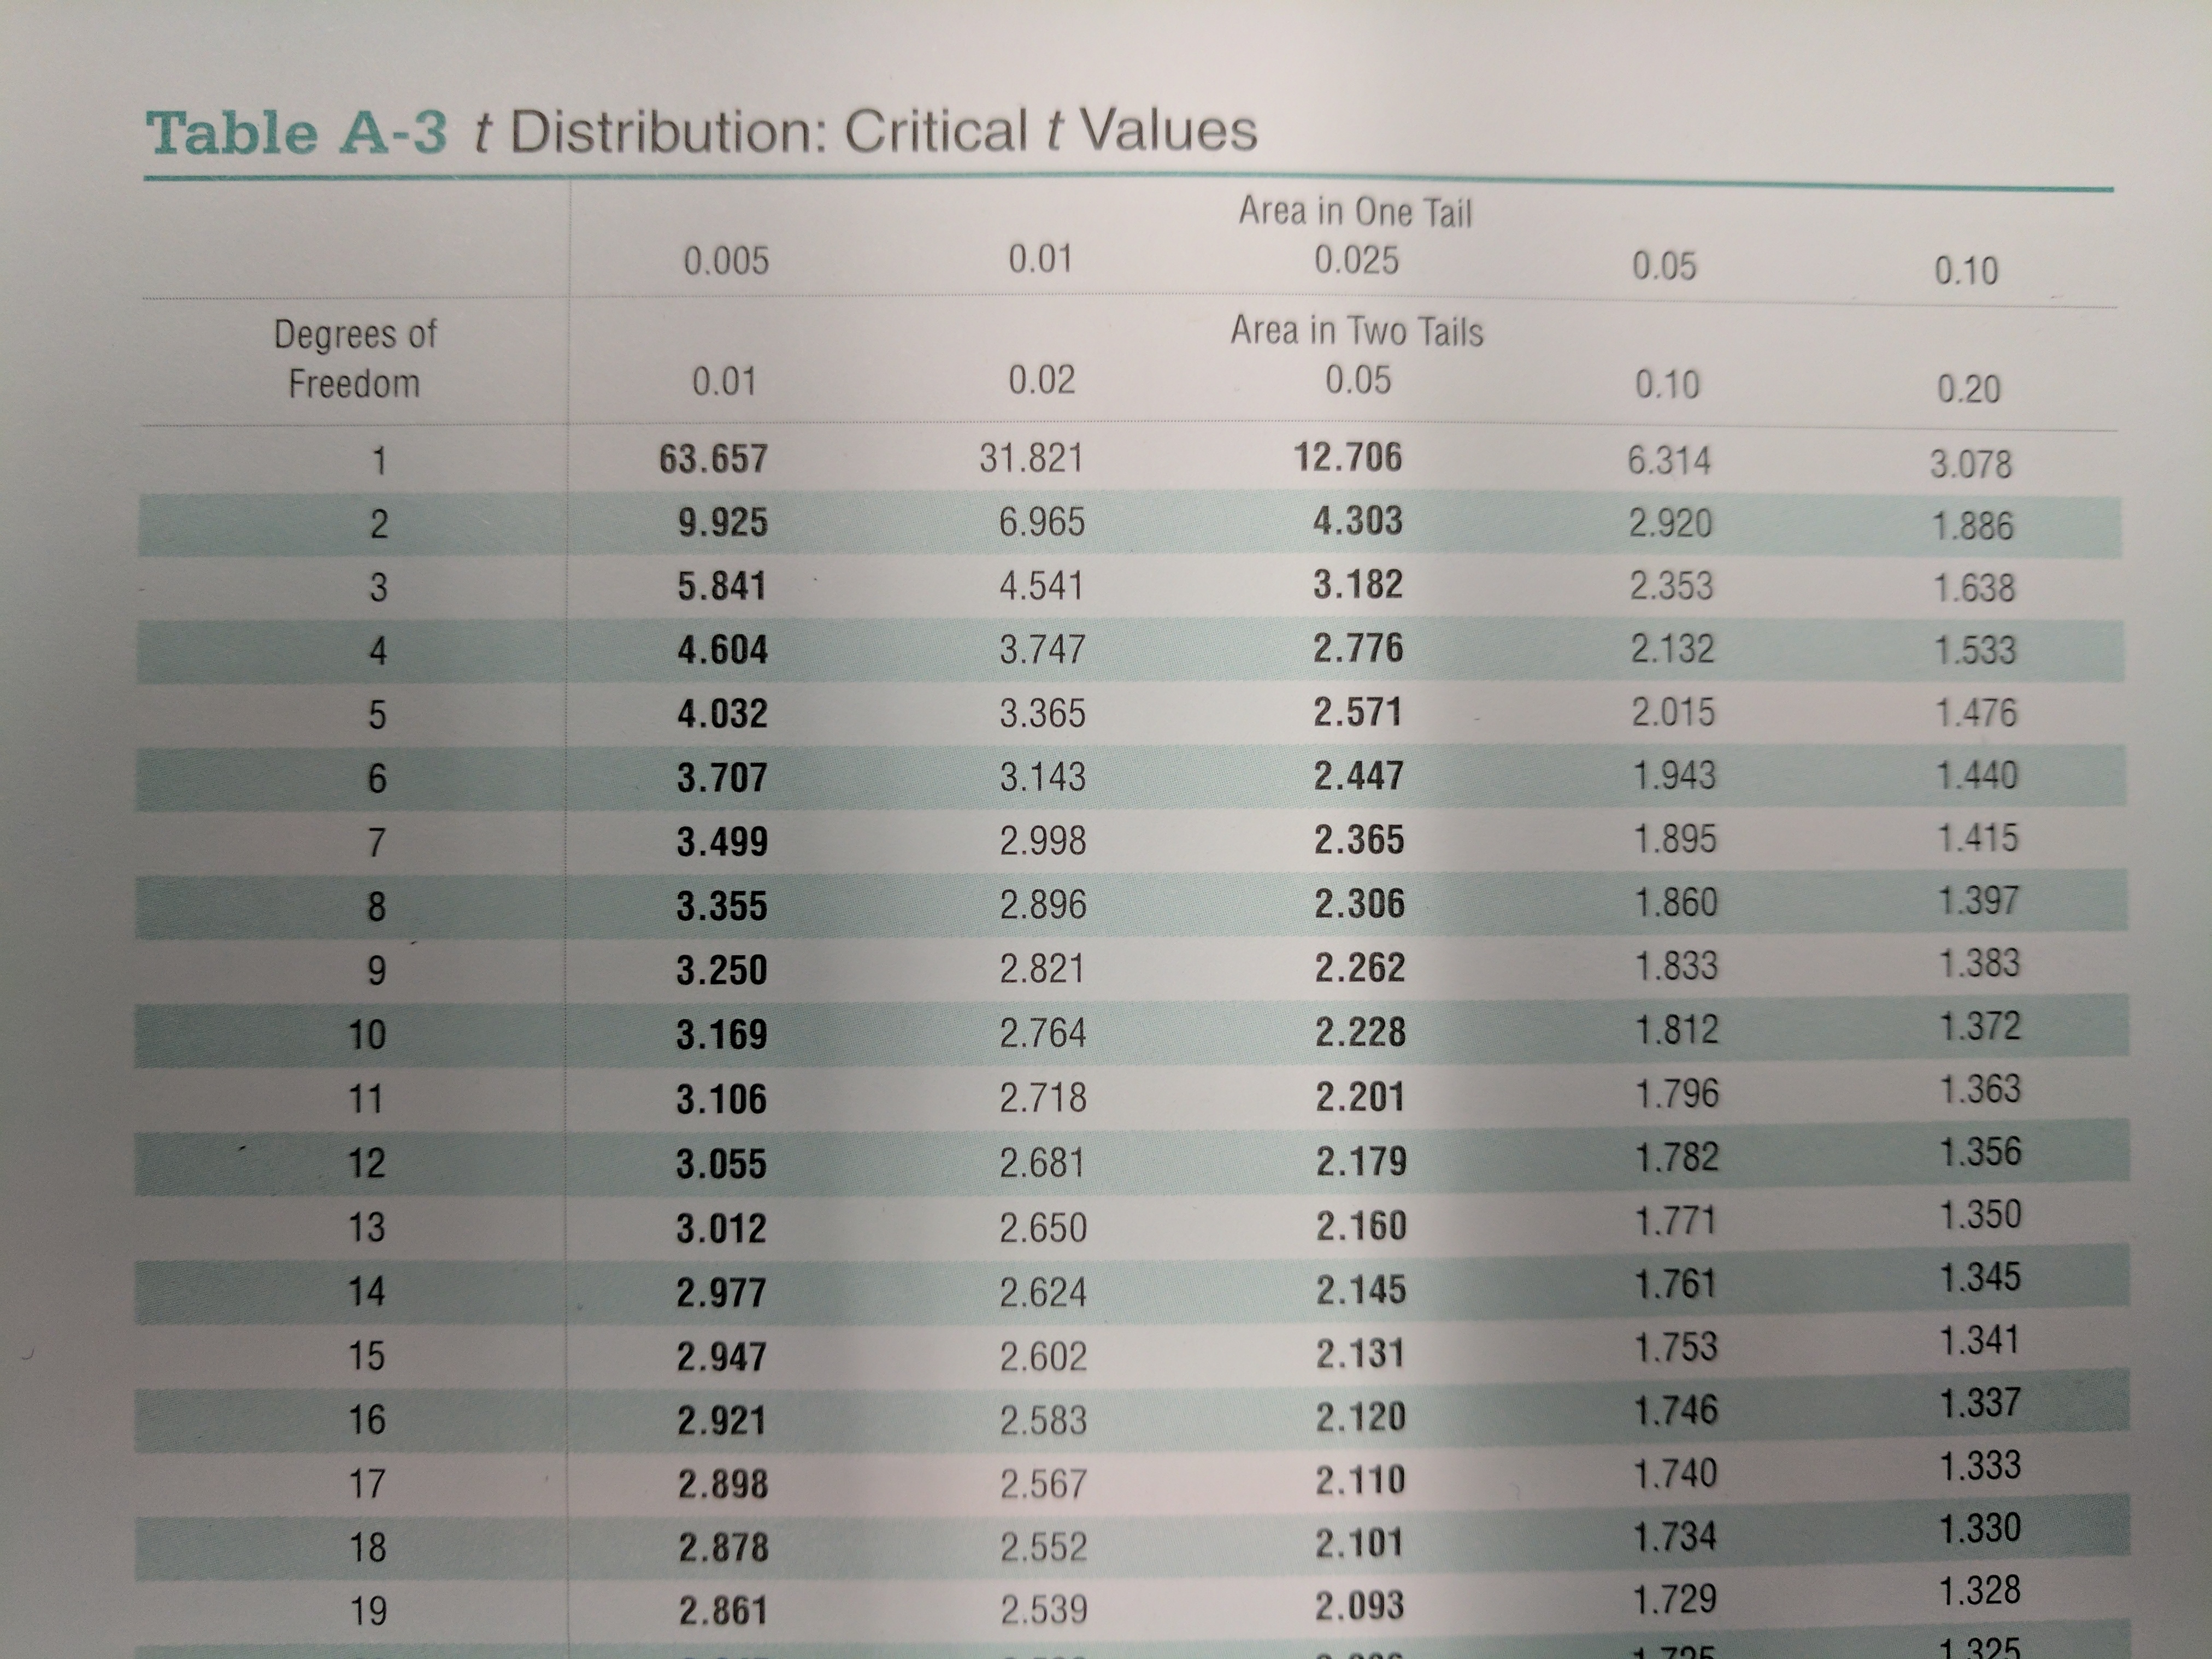 Table A-3 t Distribution: Critical t Values
Area in One Tail
0.005 0.01 0.025 0.05 0.10
Degrees of Freedom
Area in Two Tails
0.01 0.02 0.05 0.10 0.20
1 63.657 31.821 12.706 6.314 3.078
2 9.925 6.965 4.303 2.920 1.886
3 5.841 4.541 3.182 2.353 1.638
4 4.604 3.747 2.776 2.132 1.533
5 4.032 3.365 2.571 2.015 1.476
6 3.707 3.143 2.447 1.943 1.440
7 3.499 2.998 2.365 1.895 1.415
8 3.355 2.896 2.306 1.860 1.397
9 3.250 2.821 2.262 1.833 1.383
10 3.169 2.764 2.228 1.812 1.372
11 3.106 2.718 2.201 1.796 1.363
12 3.055 2.681 2.179 1.782 1.356
13 3.012 2.650 2.160 1.771 1.350
14 2.977 2.624 2.145 1.761 1.345
15 2.947 2.602 2.131 1.753 1.341
16 2.921 2.583 2.120 1.746 1.337
17 2.898 2.567 2.110 1.740 1.333
18 2.878 2.552 2.101 1.734 1.330
19 2.861 2.539 2.093 1.729 1.328
1.725 1.325